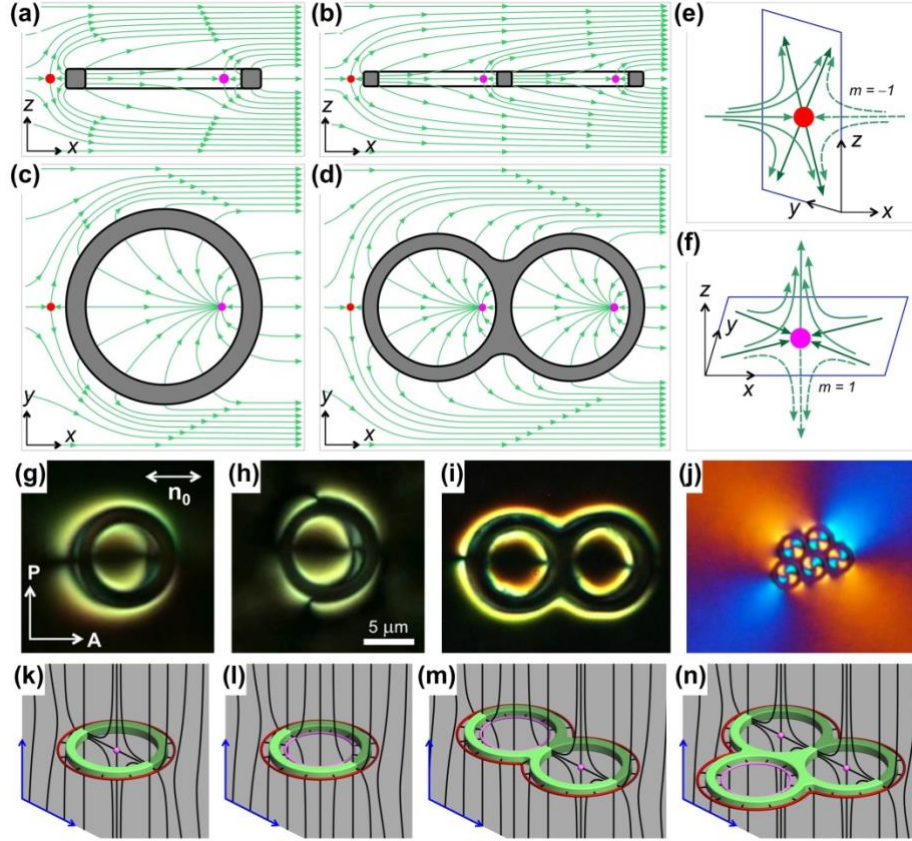 (a)
z
x
(b)
z
x
(e)
m = –1
z
y
x
(c)
y
x
(d)
y
x
(f)
z
y
x
m = 1
(g)
n₀
P
A
(h)
5 μm
(i)
(j)
(k)
(l)
(m)
(n)